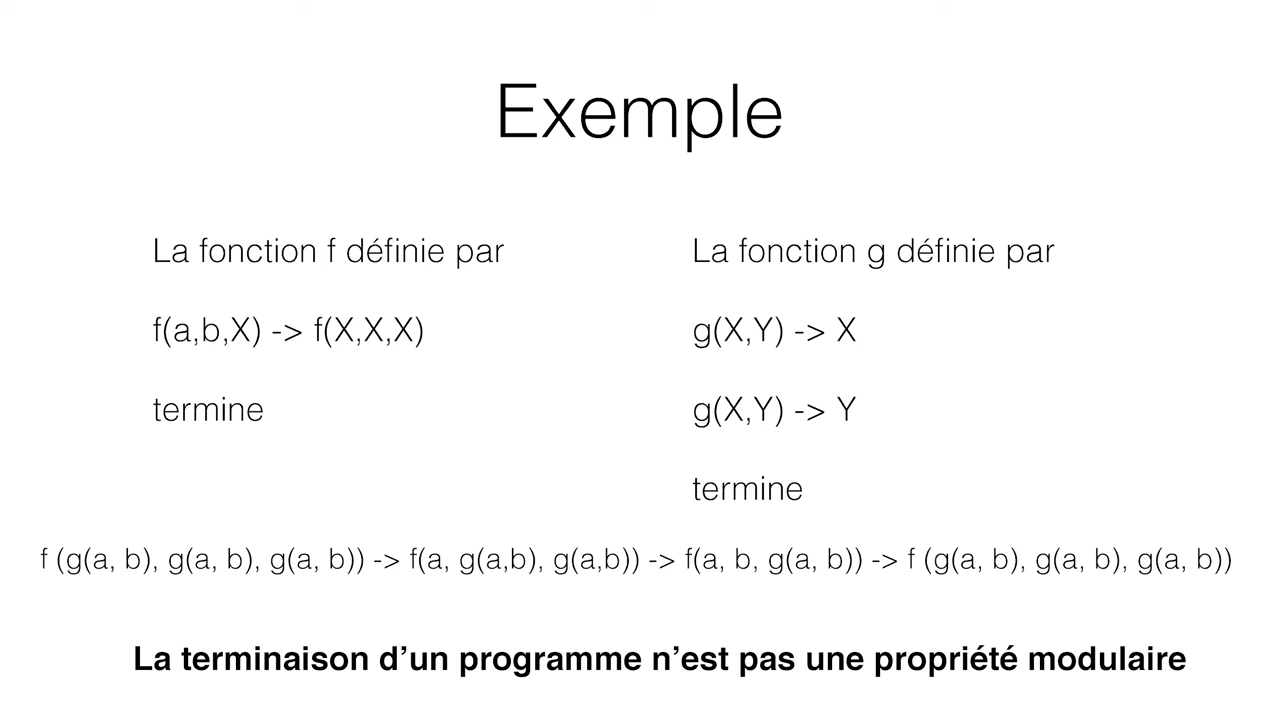 Exemple
La fonction f définie par
f(a,b,X) -> f(X,X,X)
termine
La fonction g définie par
g(X,Y) -> X
g(X,Y) -> Y
termine
f (g(a, b), g(a, b), g(a, b)) -> f(a, g(a,b), g(a,b)) -> f(a, b, g(a, b)) -> f (g(a, b), g(a, b), g(a, b))
La terminaison d’un programme n’est pas une propriété modulaire